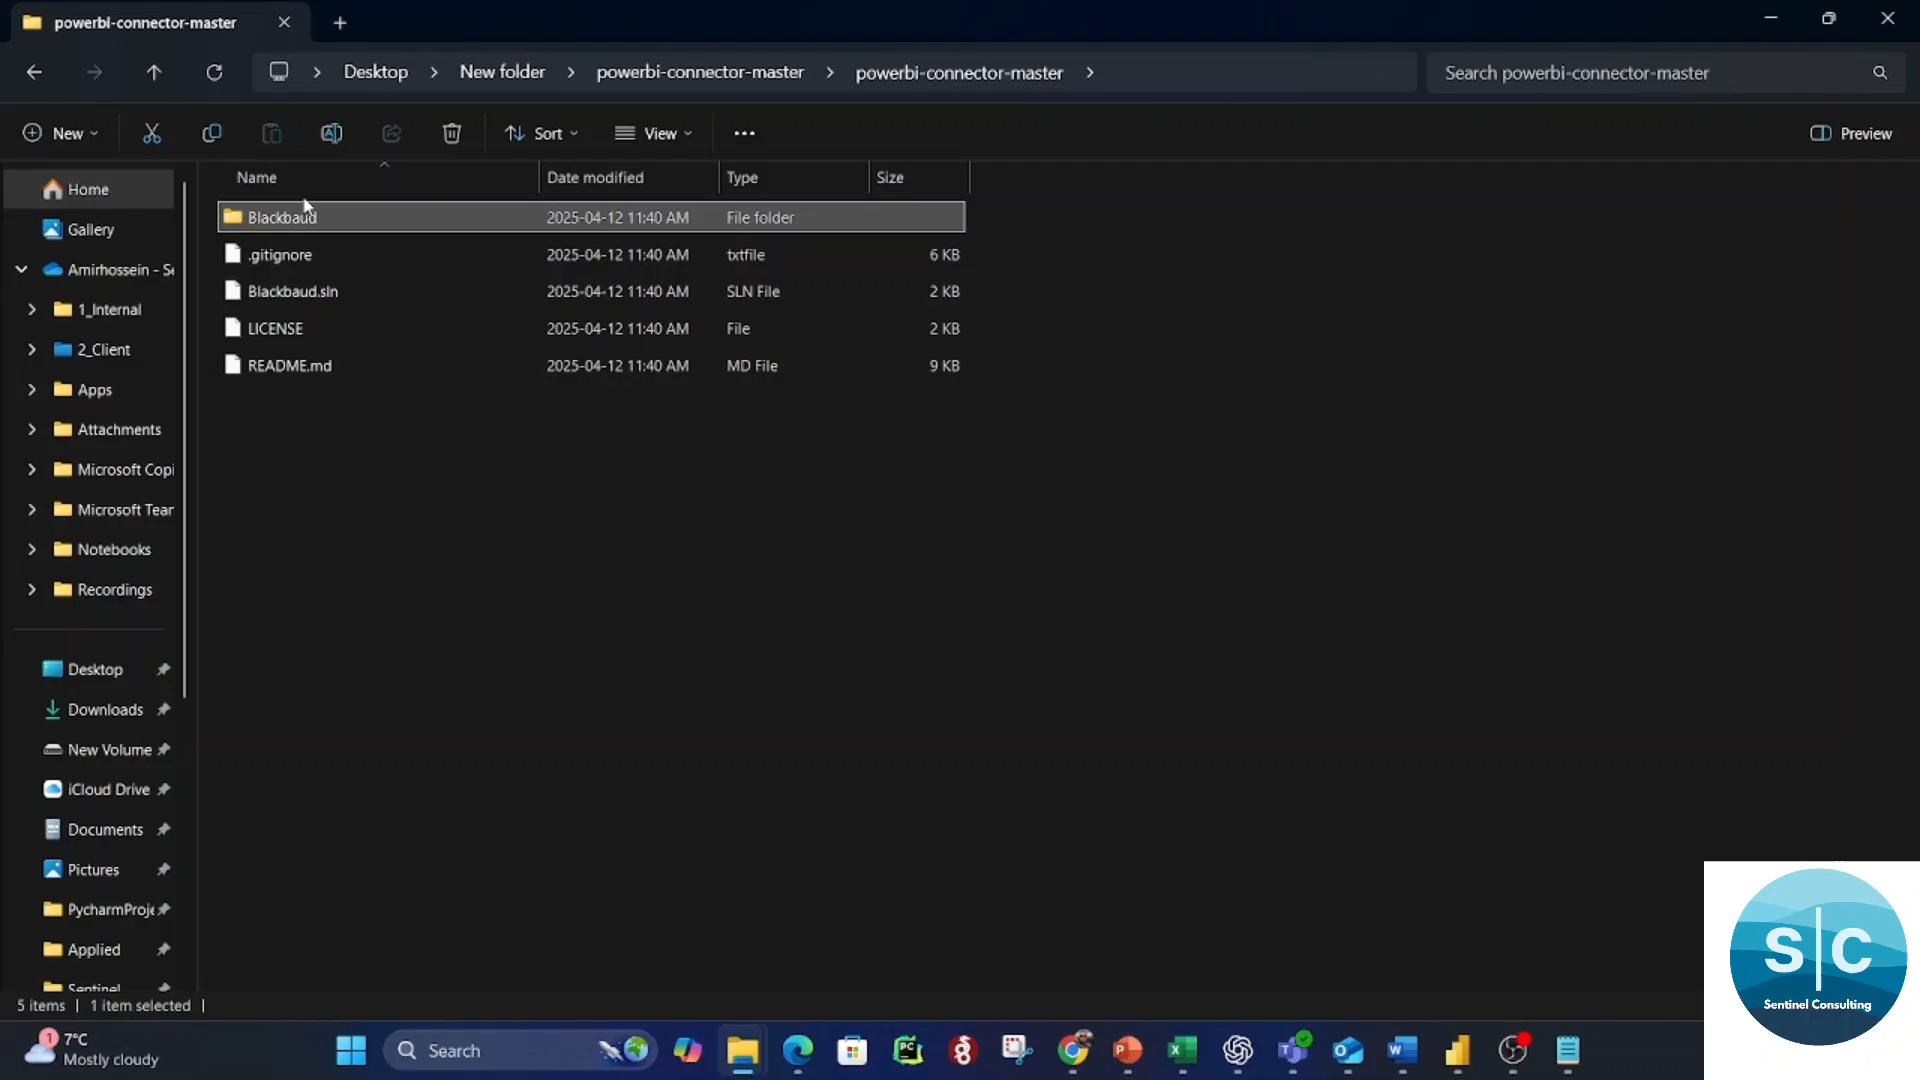 powerbi-connector-master
Desktop > New folder > powerbi-connector-master > powerbi-connector-master >
Search powerbi-connector-master
New
Sort
View
Preview
Name Date modified Type Size
Blackbaud 2025-04-12 11:40 AM File folder
.gitignore 2025-04-12 11:40 AM txtfile 6 KB
Blackbaud.sln 2025-04-12 11:40 AM SLN File 2 KB
LICENSE 2025-04-12 11:40 AM File 2 KB
README.md 2025-04-12 11:40 AM MD File 9 KB
Home
Gallery
Amirhossein - Se
1_Internal
2_Client
Apps
Attachments
Microsoft Copi
Microsoft Tear
Notebooks
Recordings
Desktop
Downloads
New Volume
iCloud Drive
Documents
Pictures
PycharmProje
Applied
Sentinel
5 items | 1 item selected |
S|C
Sentinel Consulting
1
7°C
Mostly cloudy
Search